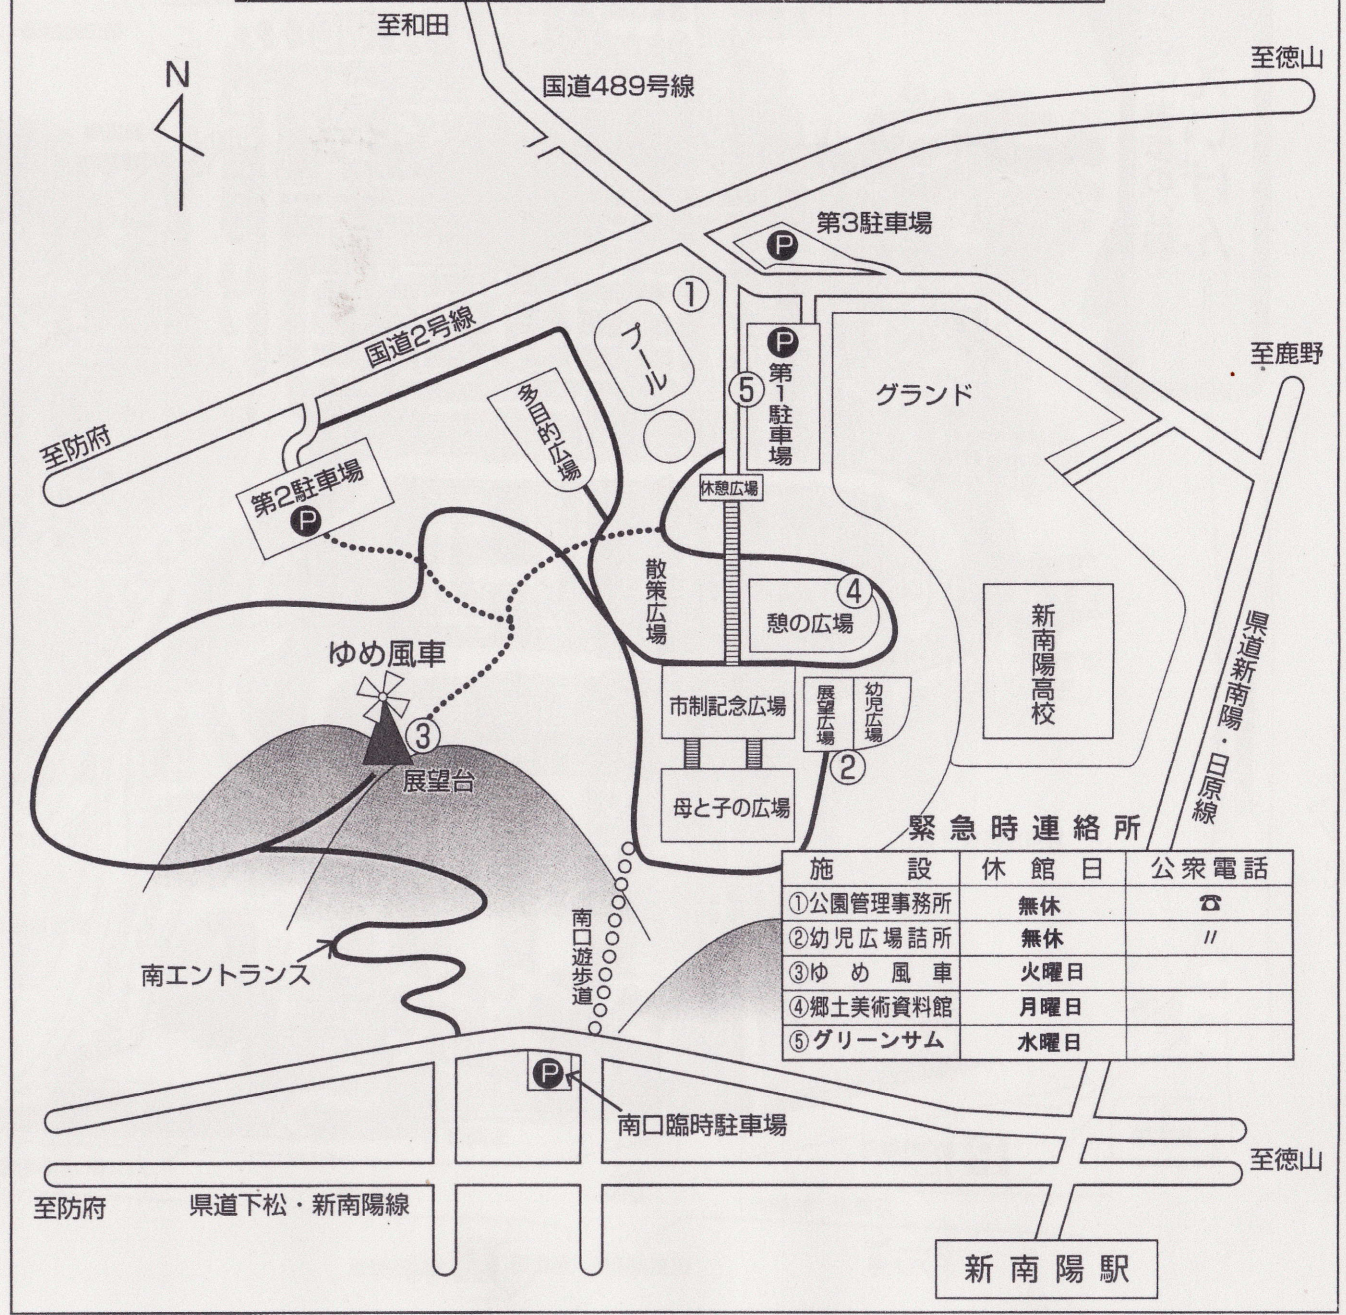 至和田
N
国道489号線
至徳山
第3駐車場
P
①
プール
国道2号線
P
第1駐車場
⑤
グランド
至鹿野
多目的広場
至防府
第2駐車場
P
休憩広場
散策広場
④
憩の広場
新南陽高校
県道新南陽・日原線
ゆめ風車
③
展望台
市制記念広場
展望広場
幼児広場
②
母と子の広場
緊急時連絡所
施設 休館日 公衆電話
①公園管理事務所 無休 ☎
②幼児広場詰所 無休 〃
③ゆめ風車 火曜日
④郷土美術資料館 月曜日
⑤グリーンサム 水曜日
南口遊歩道
南エントランス
P
南口臨時駐車場
至徳山
至防府
県道下松・新南陽線
新南陽駅